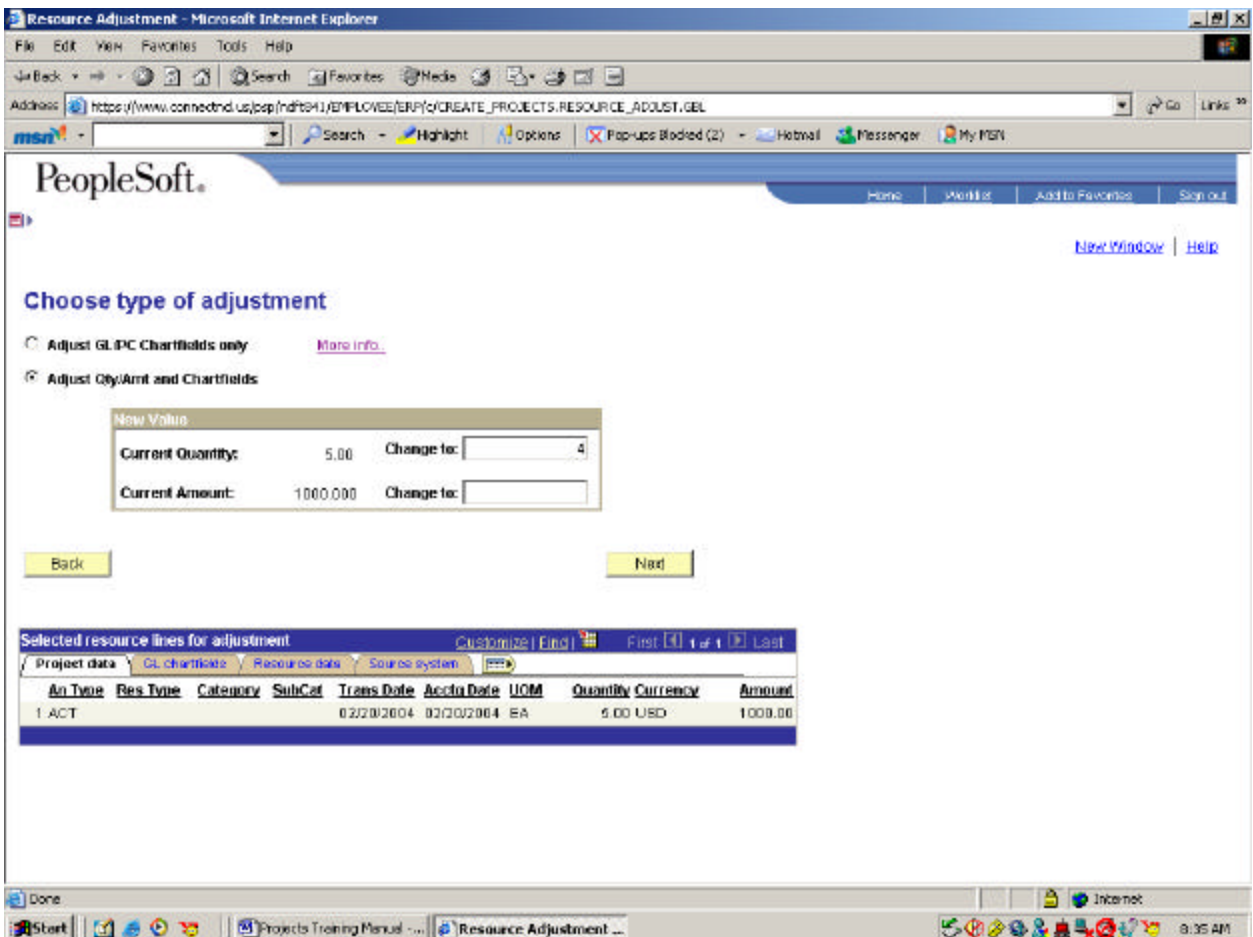 Resource Adjustment - Microsoft Internet Explorer
File Edit View Favorites Tools Help
Back Search Favorites Media
Address https://www.connectnd.us/psp/ndft841/EMPLOYEE/ERP/c/CREATE_PROJECTS.RESOURCE_ADJUST.GBL Go Links »
msn Search Highlight Options Pop-ups Blocked (2) Hotmail Messenger My MSN
PeopleSoft.
Home Worklist Add to Favorites Sign out
New Window Help
Choose type of adjustment
Adjust GL/PC Chartfields only More info..
Adjust Qty/Amt and Chartfields
New Value
Current Quantity: 5.00 Change to: 4
Current Amount: 1000.000 Change to:
Back Next
Selected resource lines for adjustment Customize | Find | First 1 of 1 Last
Project data GL chartfields Resource data Source system
An Type Res Type Category SubCat Trans Date Acctg Date UOM Quantity Currency Amount
1 ACT 02/20/2004 02/20/2004 EA 5.00 USD 1000.00
Done Internet
Start Projects Training Manual -... Resource Adjustment ... 8:35 AM